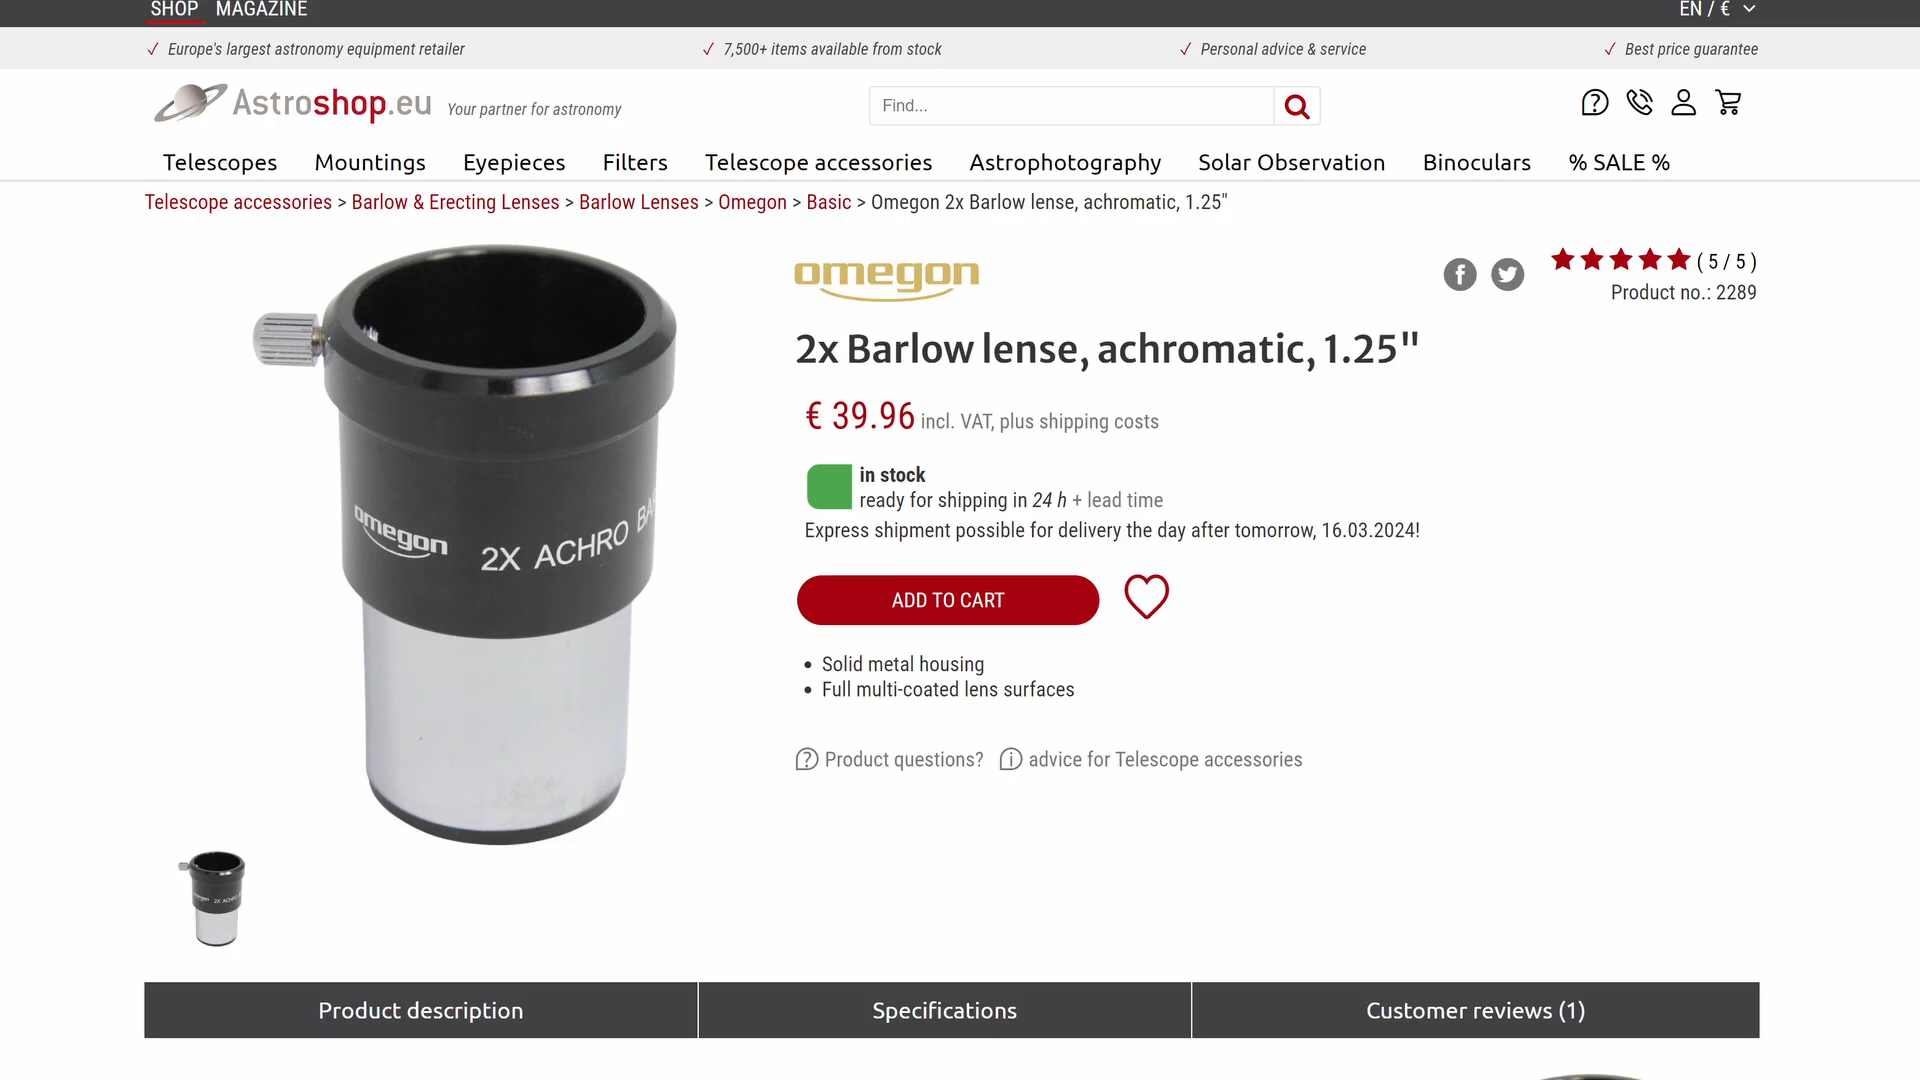 SHOP MAGAZINE EN / €
✓ Europe's largest astronomy equipment retailer ✓ 7,500+ items available from stock ✓ Personal advice & service ✓ Best price guarantee
Astroshop.eu Your partner for astronomy
Find...
Telescopes Mountings Eyepieces Filters Telescope accessories Astrophotography Solar Observation Binoculars % SALE %
Telescope accessories > Barlow & Erecting Lenses > Barlow Lenses > Omegon > Basic > Omegon 2x Barlow lense, achromatic, 1.25"
omegon
( 5 / 5 )
Product no.: 2289
2x Barlow lense, achromatic, 1.25"
€ 39.96 incl. VAT, plus shipping costs
in stock
ready for shipping in 24 h + lead time
Express shipment possible for delivery the day after tomorrow, 16.03.2024!
omegon 2X ACHRO BA
ADD TO CART
• Solid metal housing
• Full multi-coated lens surfaces
Product questions? advice for Telescope accessories
Product description Specifications Customer reviews (1)